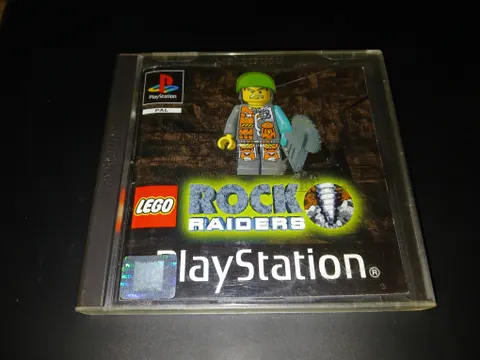 PlayStation
PAL
LEGO
ROCK
RAIDERS
PlayStation®